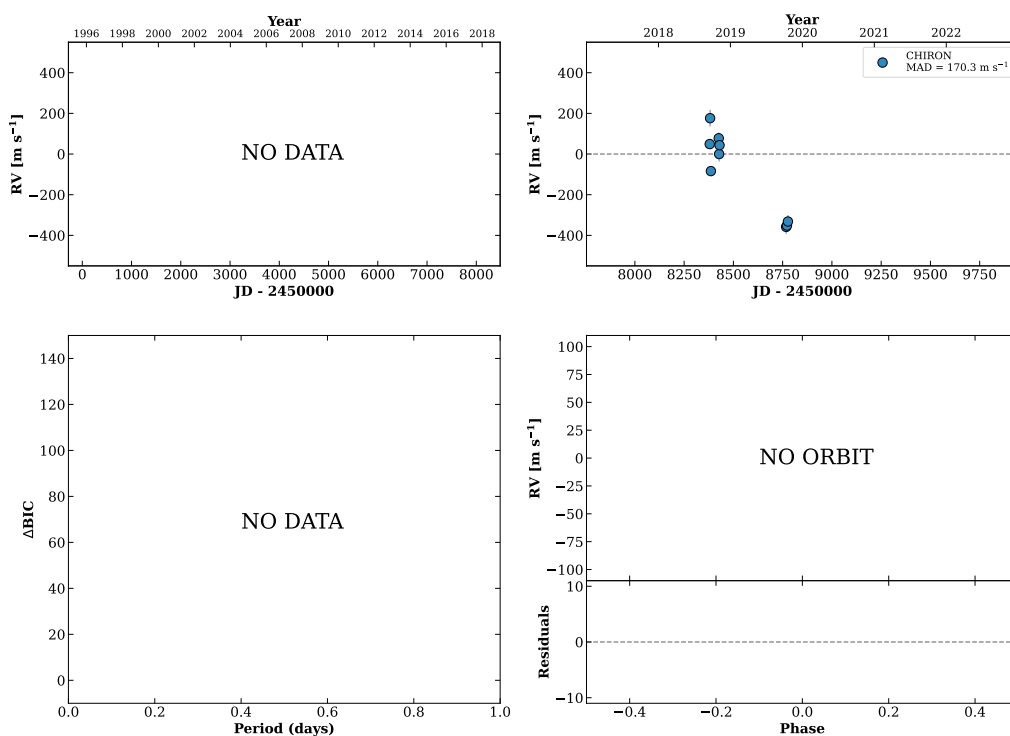 Year
1996 1998 2000 2002 2004 2006 2008 2010 2012 2014 2016 2018
400
200
0
−200
−400
RV [m s⁻¹]
NO DATA
0 1000 2000 3000 4000 5000 6000 7000 8000
JD - 2450000
Year
2018 2019 2020 2021 2022
CHIRON
MAD = 170.3 m s⁻¹
400
200
0
−200
−400
RV [m s⁻¹]
8000 8250 8500 8750 9000 9250 9500 9750
JD - 2450000
140
120
100
80
60
40
20
0
ΔBIC
NO DATA
0.0 0.2 0.4 0.6 0.8 1.0
Period (days)
100
75
50
25
0
−25
−50
−75
−100
RV [m s⁻¹]
NO ORBIT
10
0
−10
Residuals
−0.4 −0.2 0.0 0.2 0.4
Phase